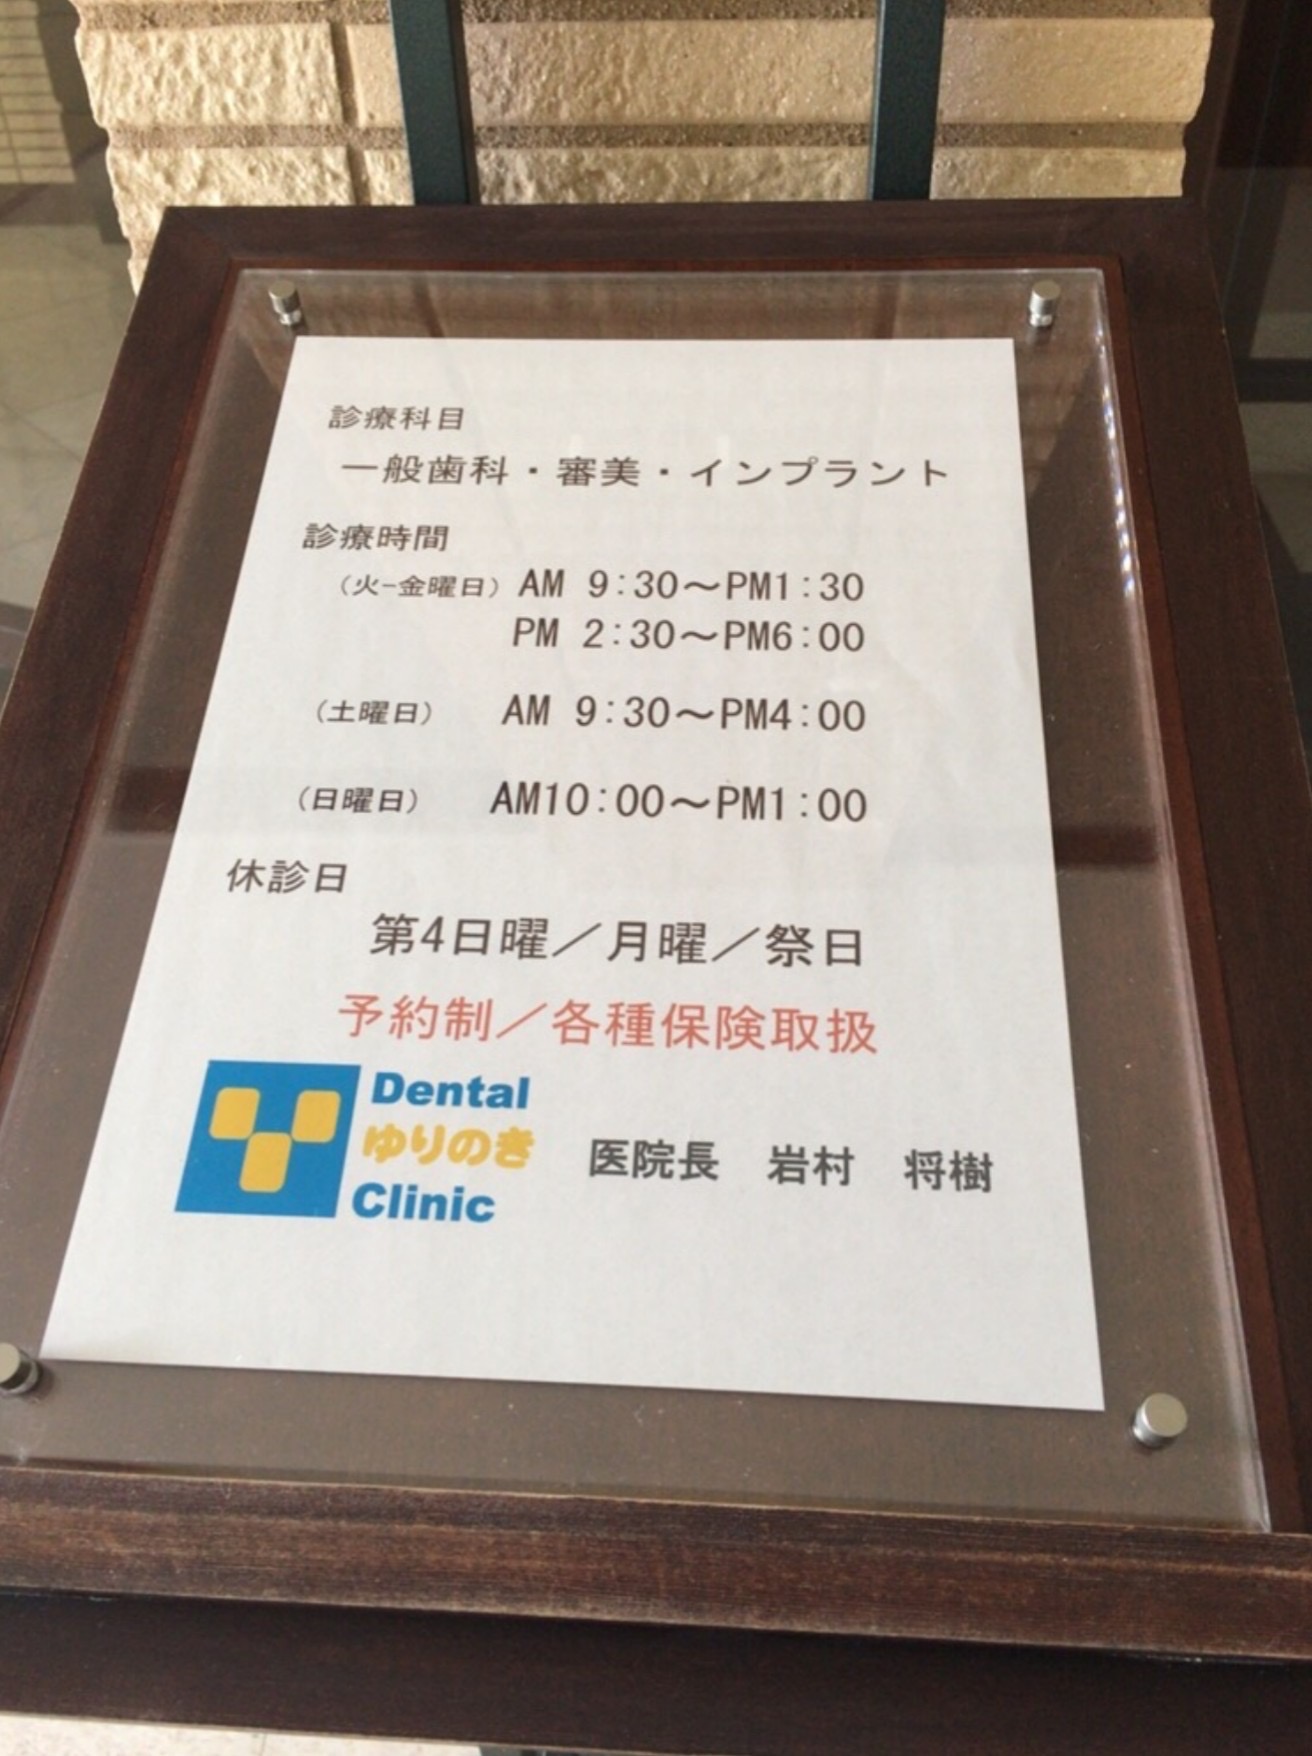 診療科目
一般歯科・審美・インプラント
診療時間
(火-金曜日) AM 9:30〜PM1:30
PM 2:30〜PM6:00
(土曜日) AM 9:30〜PM4:00
(日曜日) AM10:00〜PM1:00
休診日
第4日曜／月曜／祭日
予約制／各種保険取扱
Dental
ゆりのき
Clinic
医院長 岩村 将樹